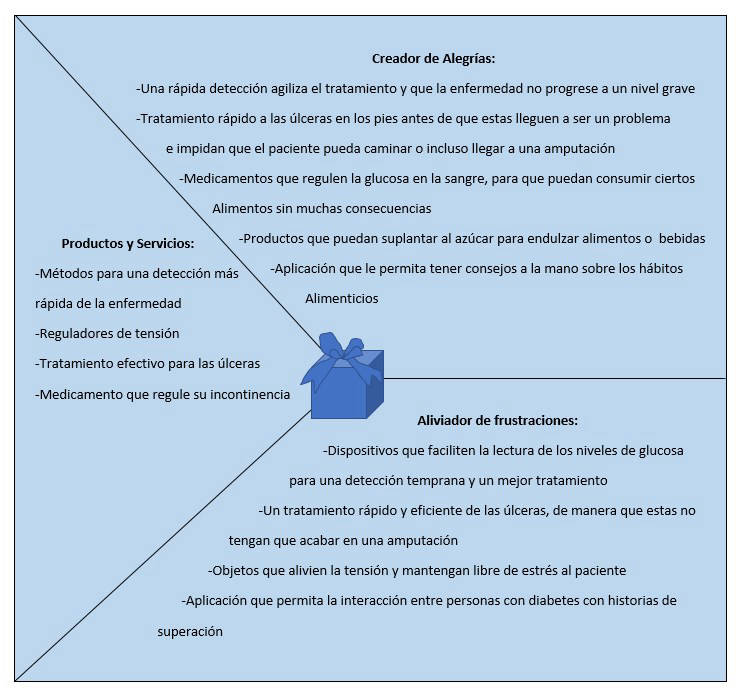 Creador de Alegrías:
-Una rápida detección agiliza el tratamiento y que la enfermedad no progrese a un nivel grave
-Tratamiento rápido a las úlceras en los pies antes de que estas lleguen a ser un problema
e impidan que el paciente pueda caminar o incluso llegar a una amputación
-Medicamentos que regulen la glucosa en la sangre, para que puedan consumir ciertos
Alimentos sin muchas consecuencias
-Productos que puedan suplantar al azúcar para endulzar alimentos o bebidas
-Aplicación que le permita tener consejos a la mano sobre los hábitos
Alimenticios
Productos y Servicios:
-Métodos para una detección más
rápida de la enfermedad
-Reguladores de tensión
-Tratamiento efectivo para las úlceras
-Medicamento que regule su incontinencia
Aliviador de frustraciones:
-Dispositivos que faciliten la lectura de los niveles de glucosa
para una detección temprana y un mejor tratamiento
-Un tratamiento rápido y eficiente de las úlceras, de manera que estas no
tengan que acabar en una amputación
-Objetos que alivien la tensión y mantengan libre de estrés al paciente
-Aplicación que permita la interacción entre personas con diabetes con historias de
superación